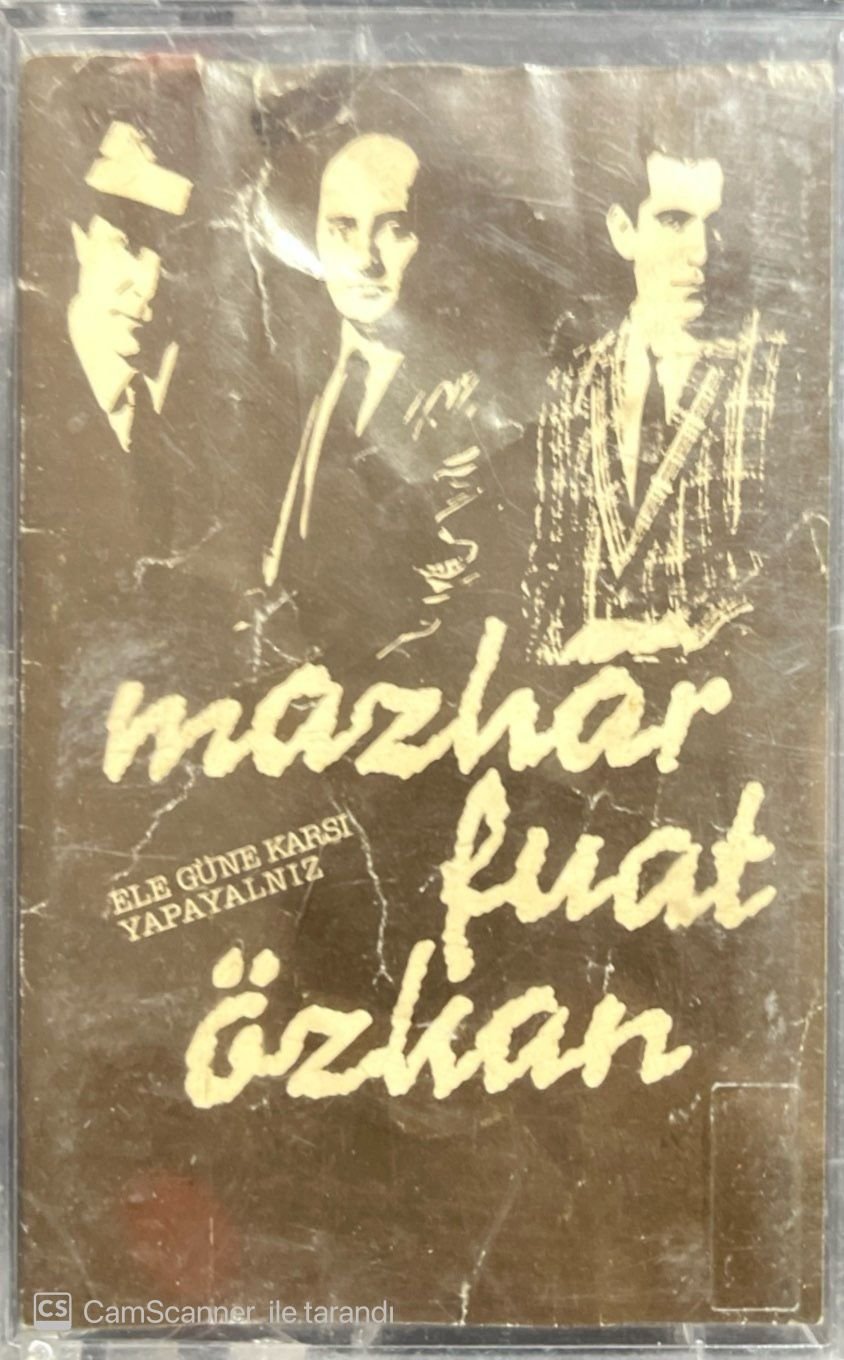 mazhar
fuat
ELE GÜNE KARSI
YAPAYALNIZ
özkan
CS CamScanner ile tarandı